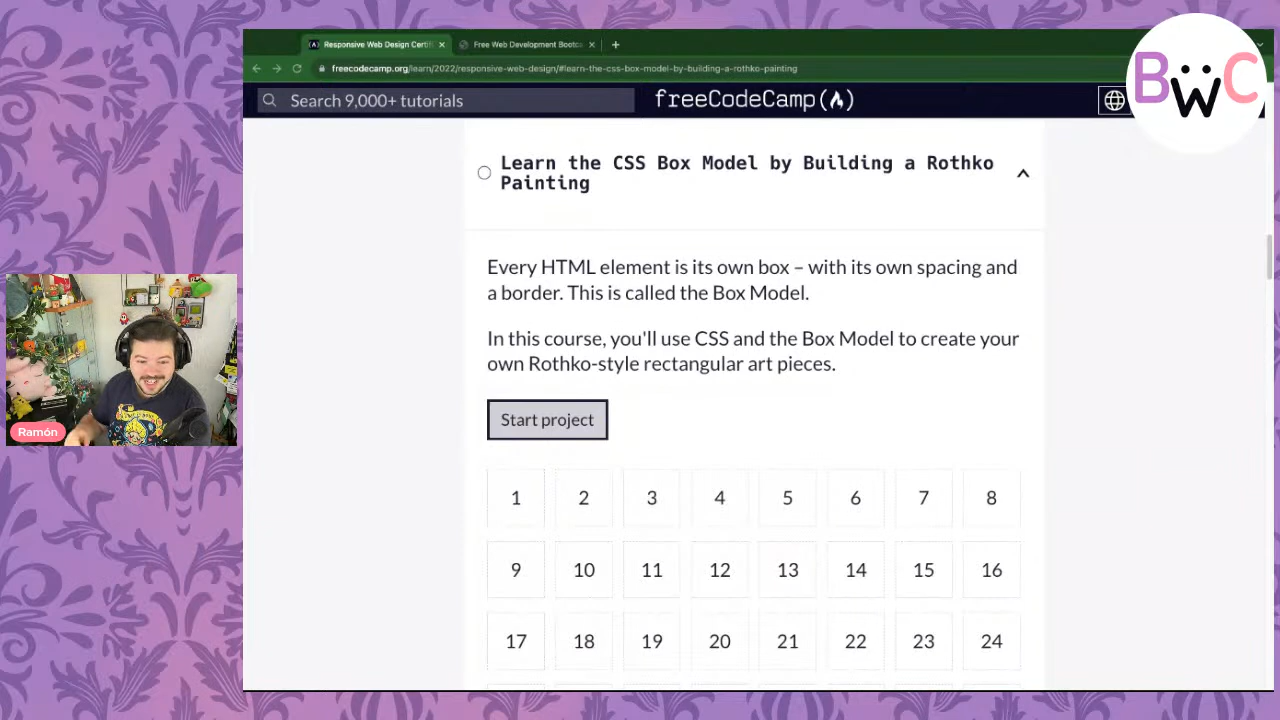 Responsive Web Design Certifi
Free Web Development Bootca
freecodecamp.org/learn/2022/responsive-web-design/#learn-the-css-box-model-by-building-a-rothko-painting
Search 9,000+ tutorials
freeCodeCamp
BWC
Learn the CSS Box Model by Building a Rothko
Painting
Every HTML element is its own box – with its own spacing and
a border. This is called the Box Model.
In this course, you'll use CSS and the Box Model to create your
own Rothko-style rectangular art pieces.
Start project
1 2 3 4 5 6 7 8
9 10 11 12 13 14 15 16
17 18 19 20 21 22 23 24
Ramón